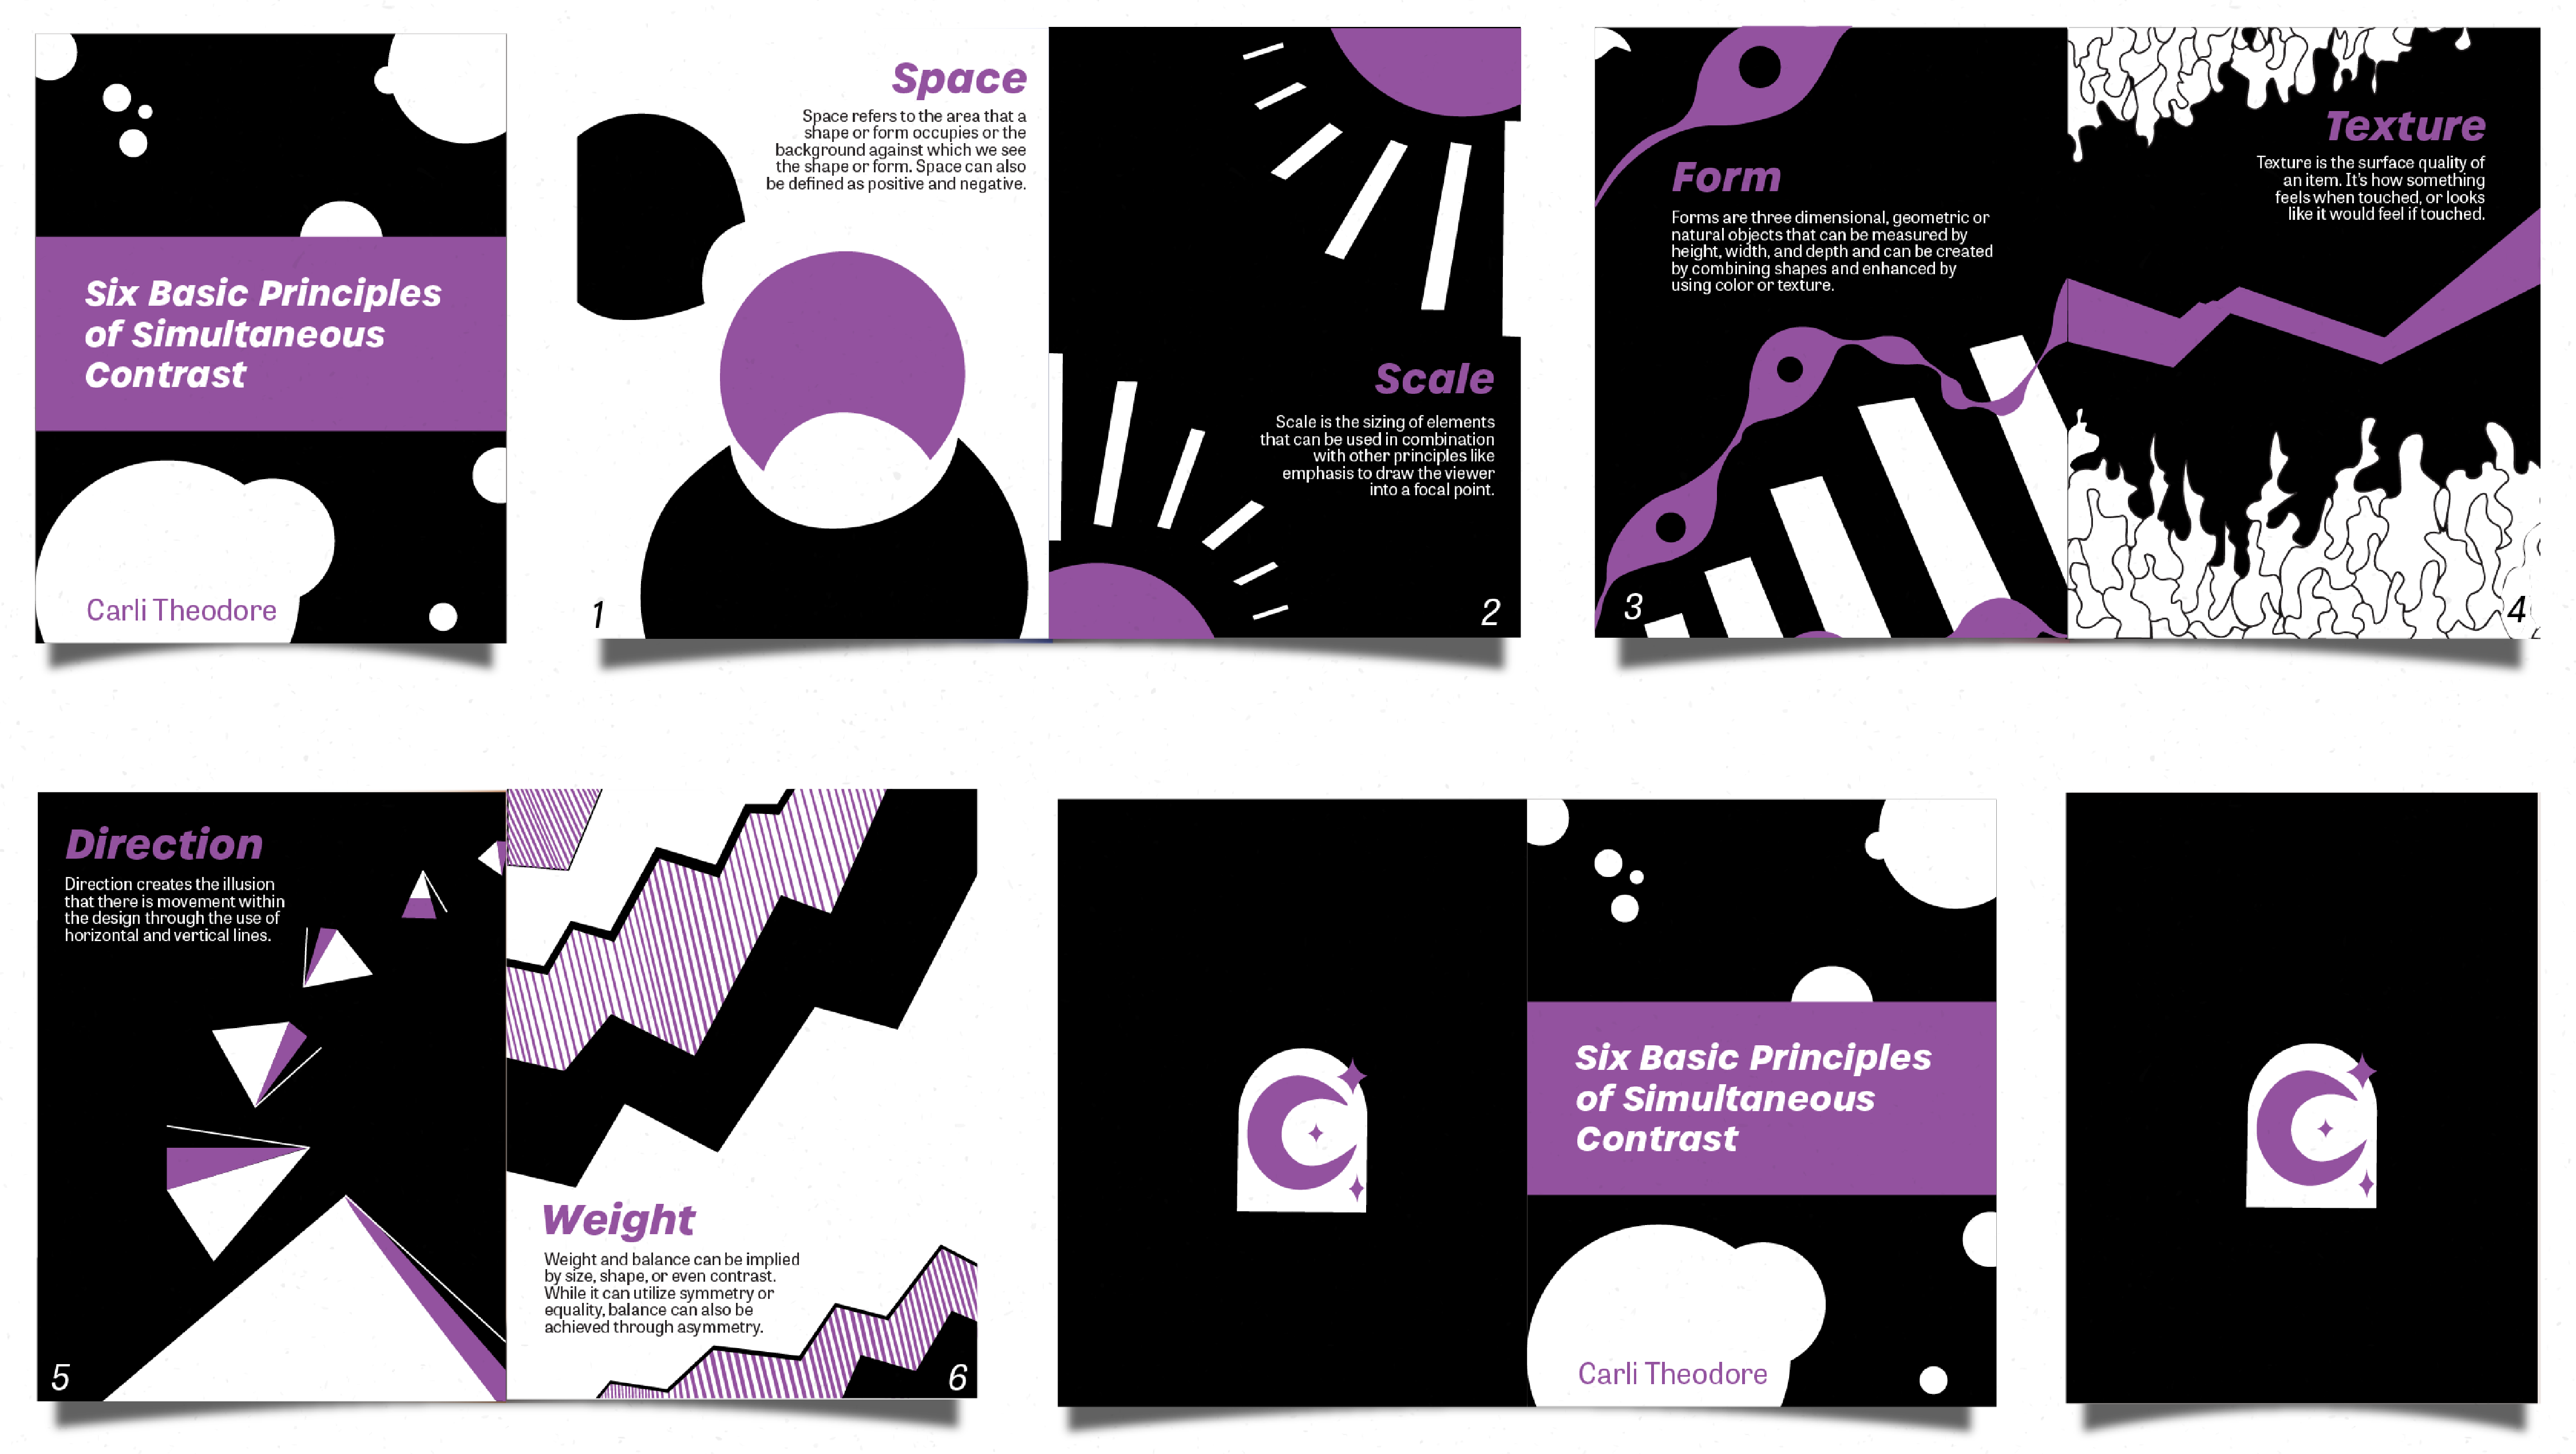 Six Basic Principles
of Simultaneous
Contrast
Carli Theodore
Space
Space refers to the area that a
shape or form occupies or the
background against which we see
the shape or form. Space can also
be defined as positive and negative.
1
Scale
Scale is the sizing of elements
that can be used in combination
with other principles like
emphasis to draw the viewer
into a focal point.
2
Form
Forms are three dimensional, geometric or
natural objects that can be measured by
height, width, and depth and can be created
by combining shapes and enhanced by
using color or texture.
3
Texture
Texture is the surface quality of
an item. It's how something
feels when touched, or looks
like it would feel if touched.
4
Direction
Direction creates the illusion
that there is movement within
the design through the use of
horizontal and vertical lines.
5
Weight
Weight and balance can be implied
by size, shape, or even contrast.
While it can utilize symmetry or
equality, balance can also be
achieved through asymmetry.
6
Six Basic Principles
of Simultaneous
Contrast
Carli Theodore